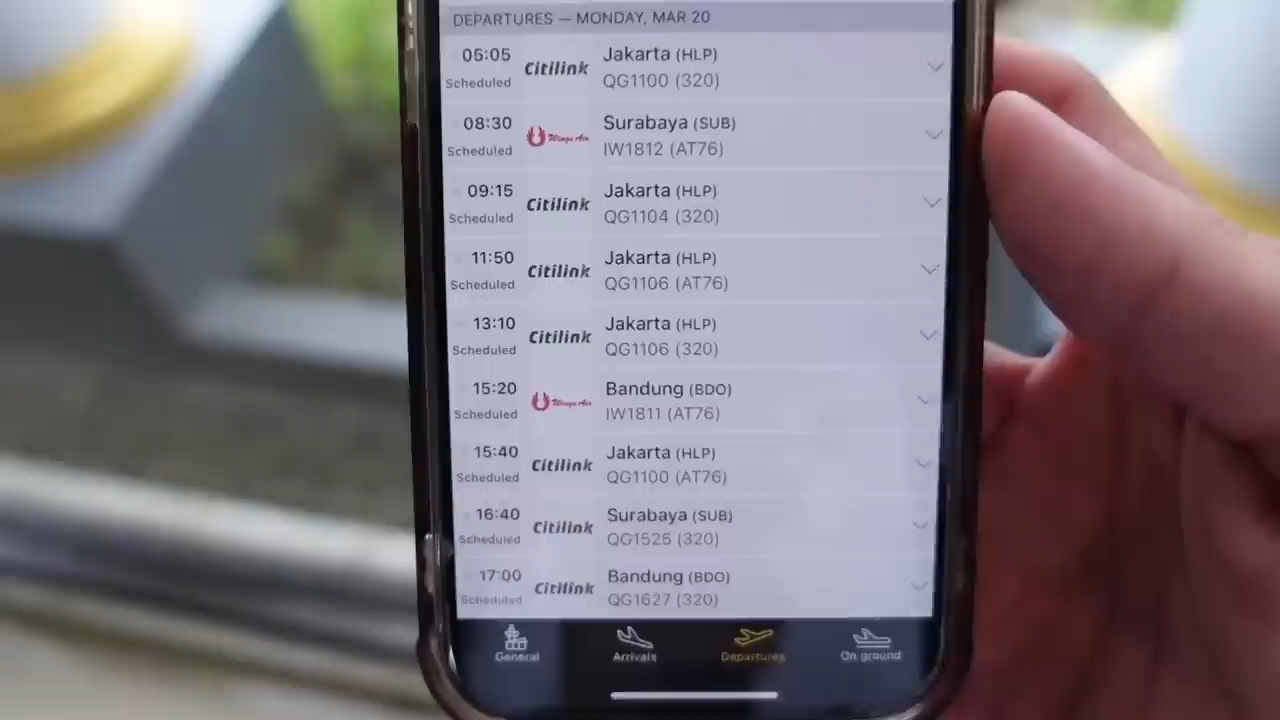 DEPARTURES — MONDAY, MAR 20
05:05 Citilink Jakarta (HLP)
Scheduled QG1100 (320)
08:30 Wings Air Surabaya (SUB)
Scheduled IW1812 (AT76)
09:15 Citilink Jakarta (HLP)
Scheduled QG1104 (320)
11:50 Citilink Jakarta (HLP)
Scheduled QG1106 (AT76)
13:10 Citilink Jakarta (HLP)
Scheduled QG1106 (320)
15:20 Wings Air Bandung (BDO)
Scheduled IW1811 (AT76)
15:40 Citilink Jakarta (HLP)
Scheduled QG1100 (AT76)
16:40 Citilink Surabaya (SUB)
Scheduled QG1525 (320)
17:00 Citilink Bandung (BDO)
Scheduled QG1627 (320)
General Arrivals Departures On ground